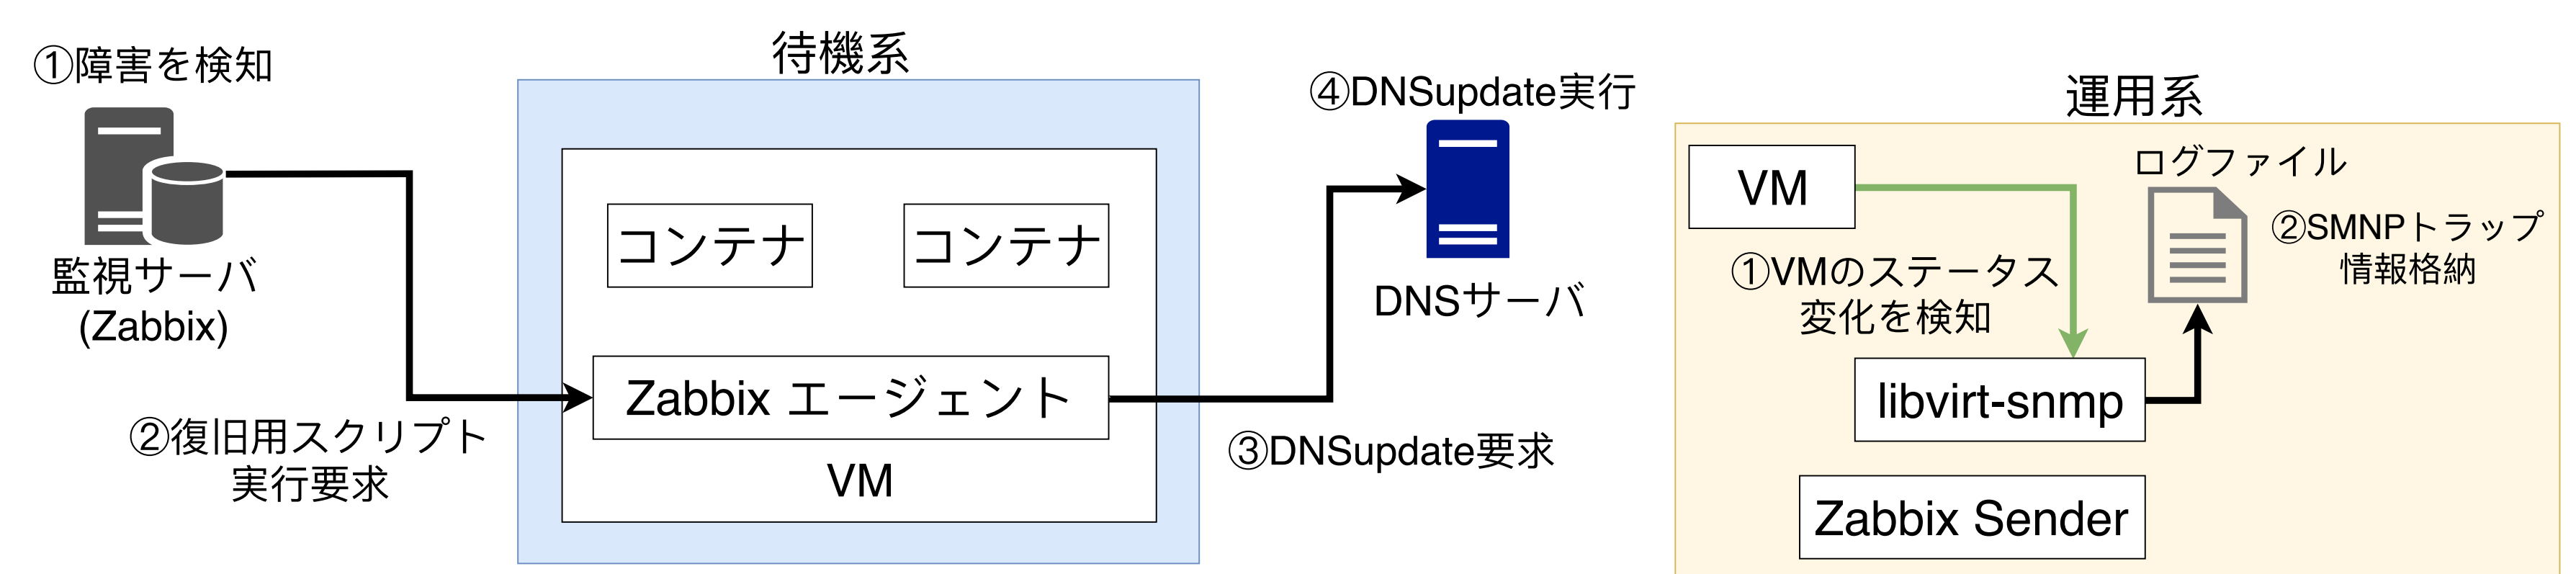 ①障害を検知
監視サーバ
(Zabbix)
②復旧用スクリプト
実行要求
待機系
コンテナ
コンテナ
Zabbix エージェント
VM
③DNSupdate要求
④DNSupdate実行
DNSサーバ
運用系
VM
①VMのステータス
変化を検知
ログファイル
②SMNPトラップ
情報格納
libvirt-snmp
Zabbix Sender